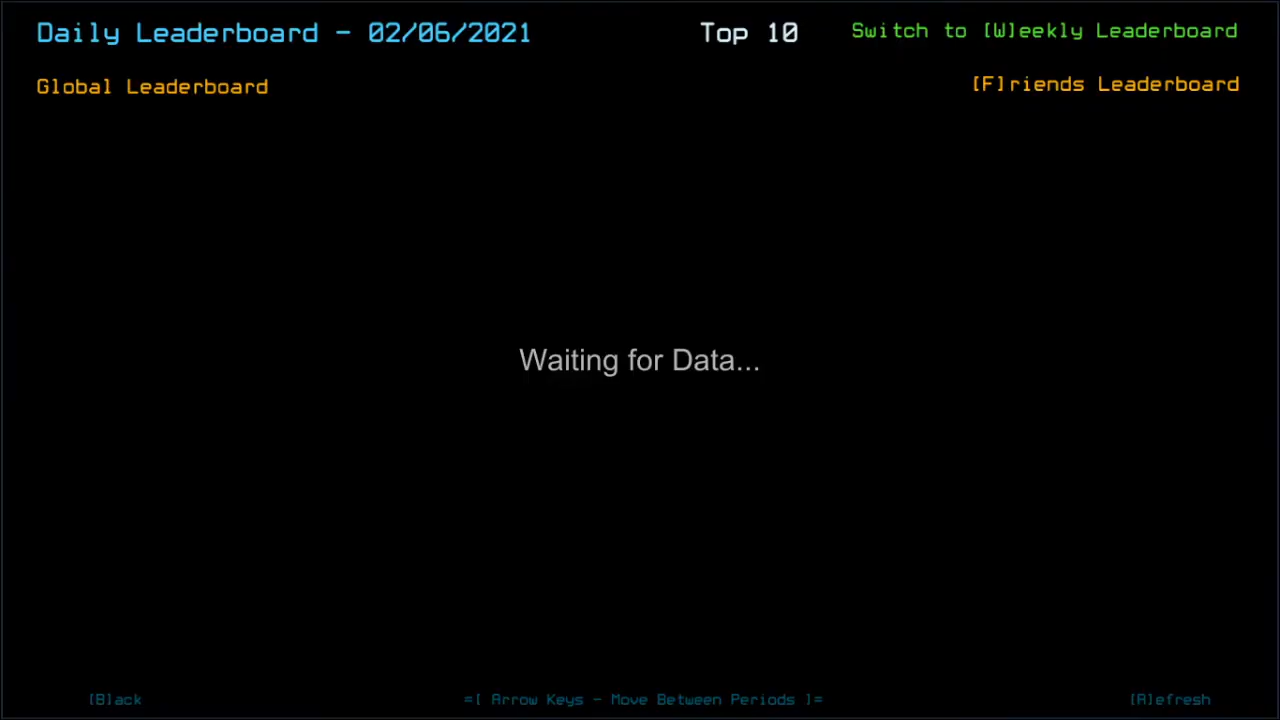 Daily Leaderboard - 02/06/2021 Top 10 Switch to [W]eekly Leaderboard
Global Leaderboard [F]riends Leaderboard
Waiting for Data...
[B]ack =[ Arrow Keys - Move Between Periods ]= [R]efresh